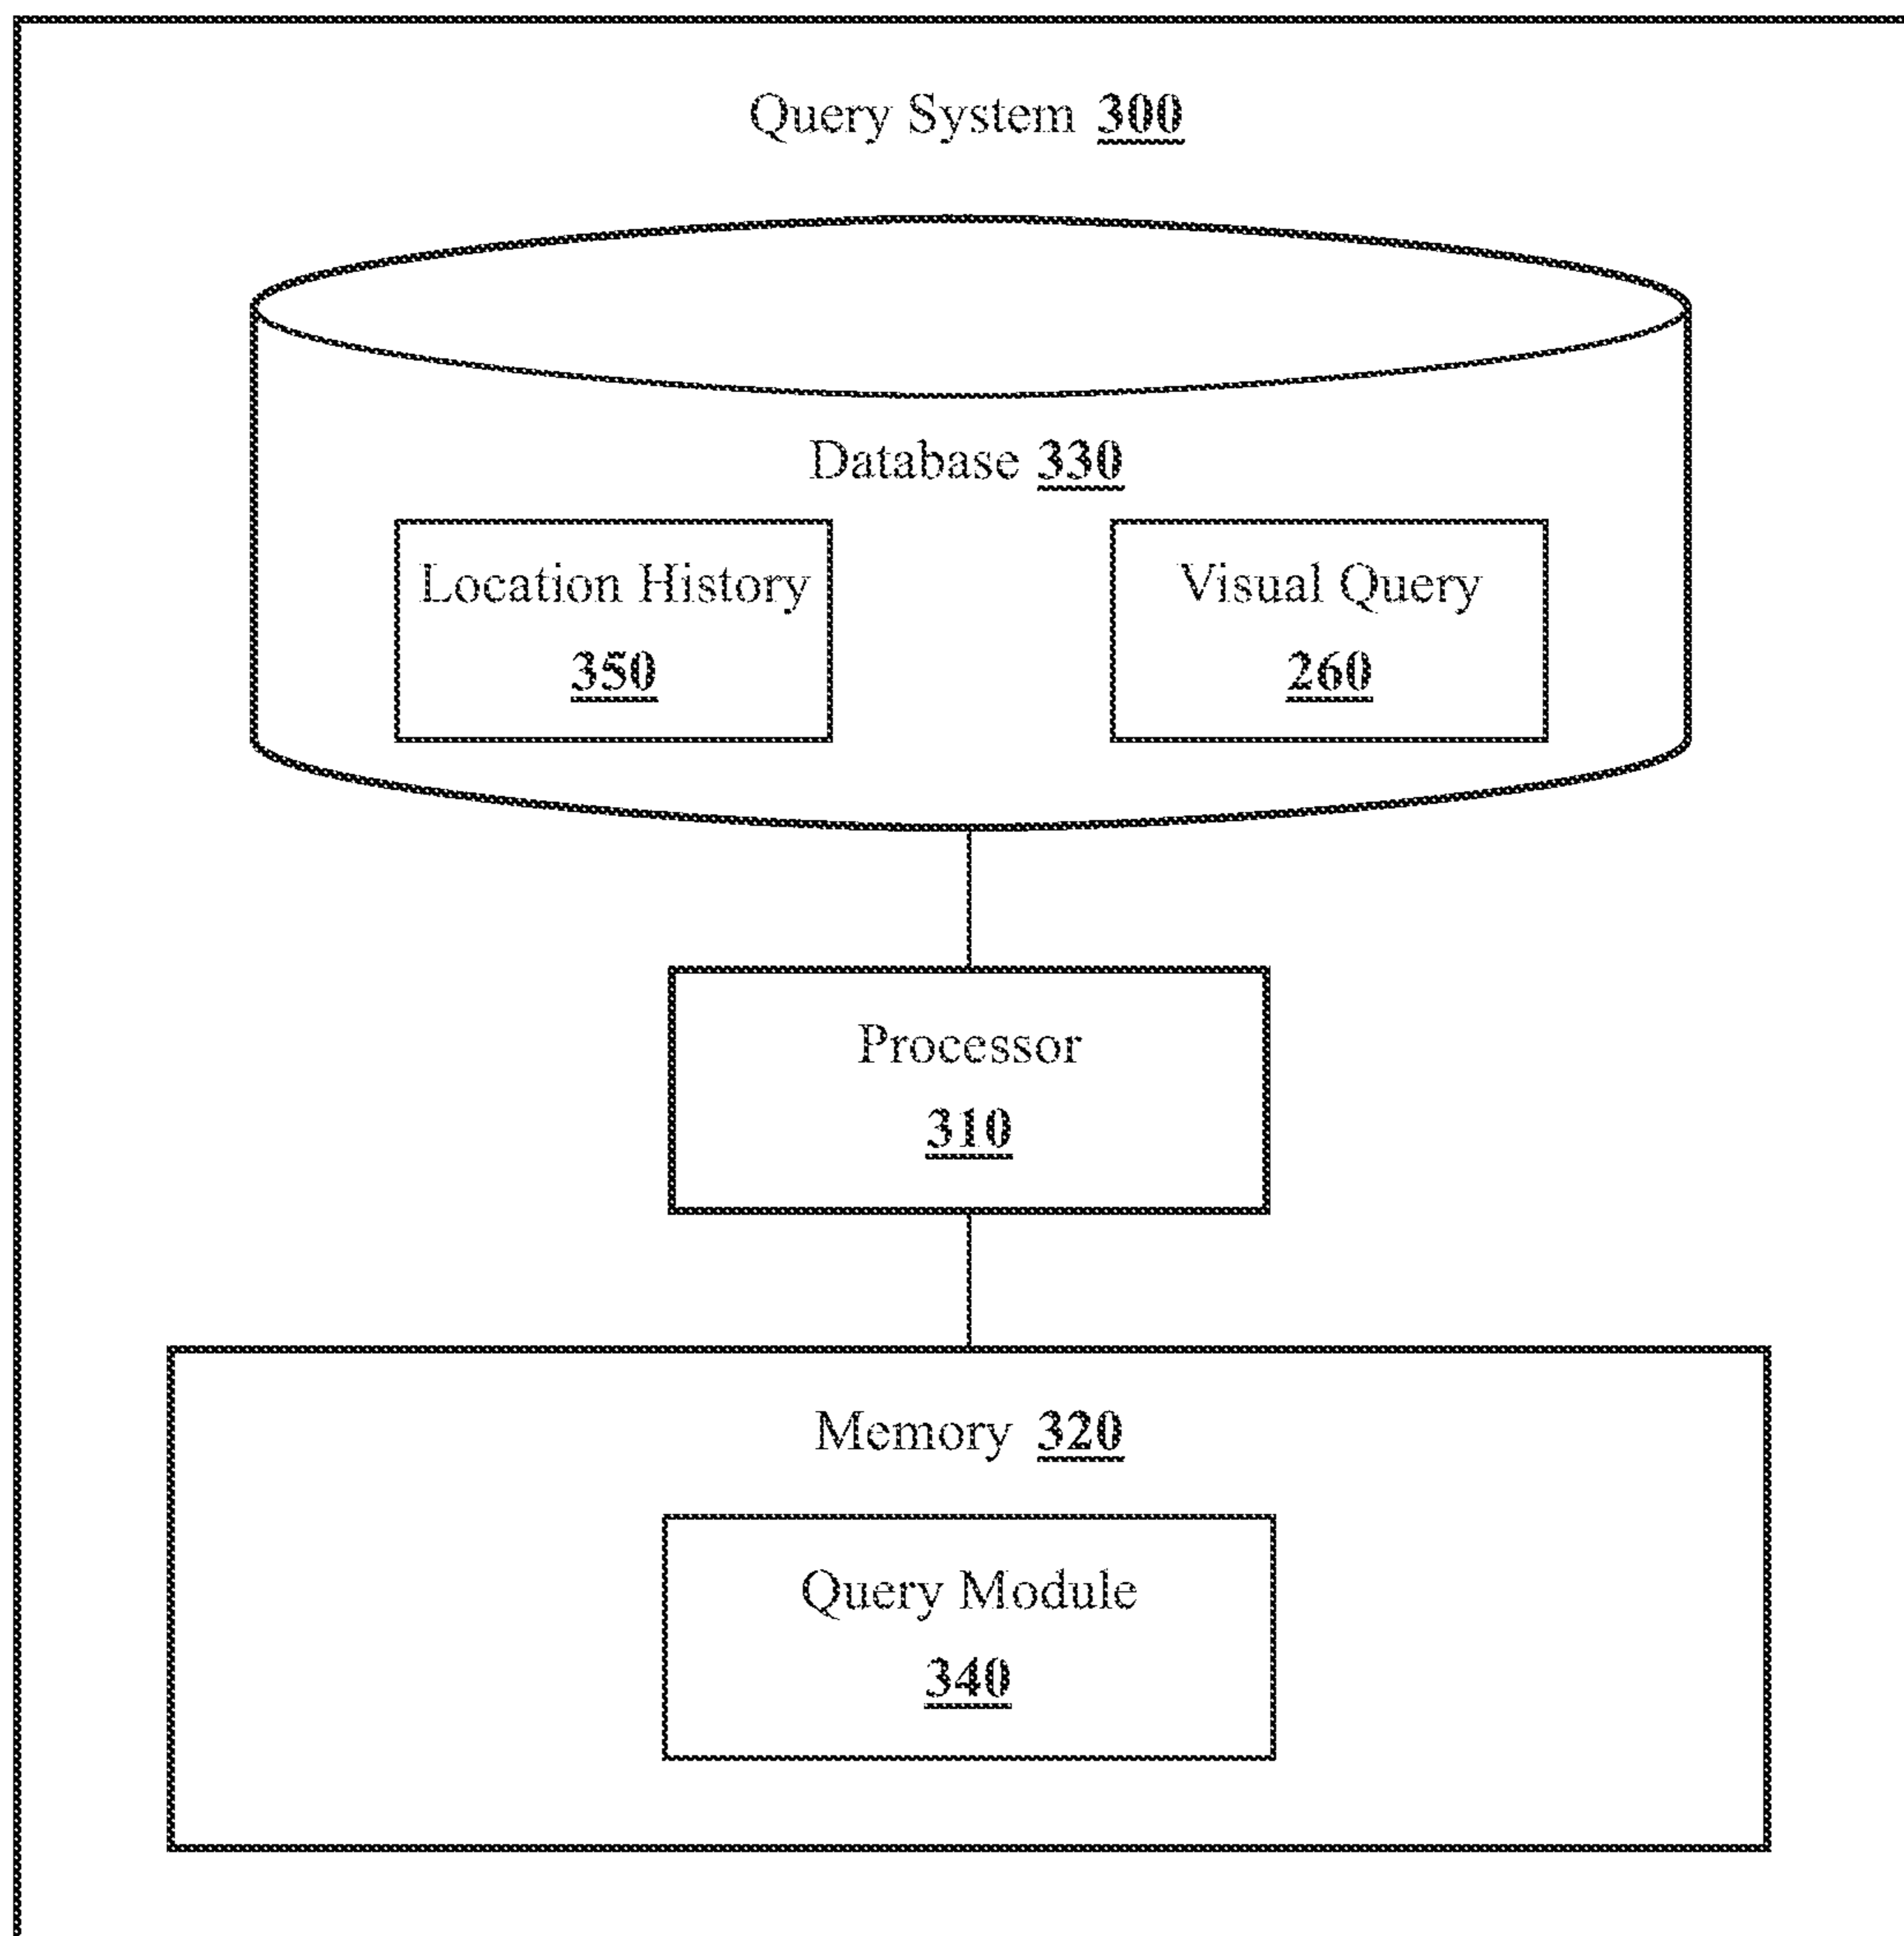 Query System 300
Database 330
Location History
350
Visual Query
260
Processor
310
Memory 320
Query Module
340